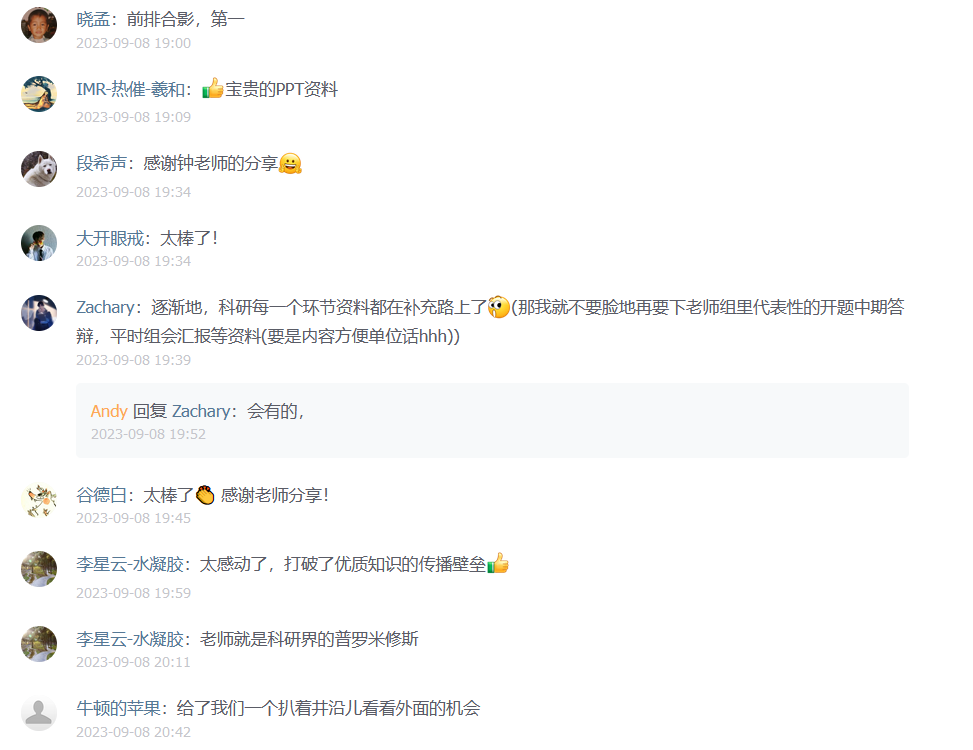 晓孟：前排合影，第一
2023-09-08 19:00
IMR-热催-羲和：👍宝贵的PPT资料
2023-09-08 19:09
段希声：感谢钟老师的分享🤗
2023-09-08 19:34
大开眼戒：太棒了！
2023-09-08 19:34
Zachary：逐渐地，科研每一个环节资料都在补充路上了🫣(那我就不要脸地再要下老师组里代表性的开题中期答
辩，平时组会汇报等资料(要是内容方便单位话hhh))
2023-09-08 19:39
Andy 回复 Zachary：会有的，
2023-09-08 19:52
谷德白：太棒了👏 感谢老师分享！
2023-09-08 19:45
李星云-水凝胶：太感动了，打破了优质知识的传播壁垒👍
2023-09-08 19:59
李星云-水凝胶：老师就是科研界的普罗米修斯
2023-09-08 20:11
牛顿的苹果：给了我们一个扒着井沿儿看看外面的机会
2023-09-08 20:42